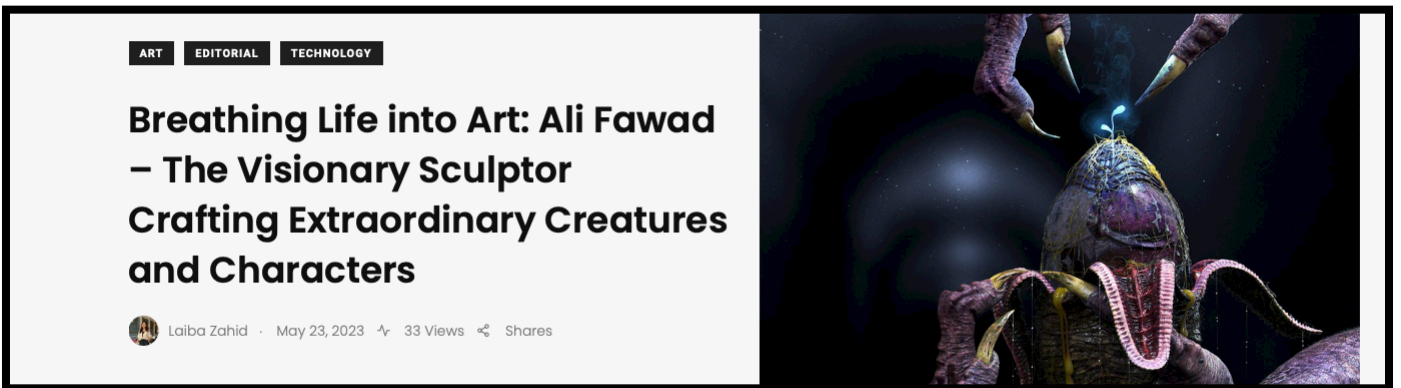 ART EDITORIAL TECHNOLOGY
Breathing Life into Art: Ali Fawad
– The Visionary Sculptor
Crafting Extraordinary Creatures
and Characters
Laiba Zahid · May 23, 2023 33 Views Shares